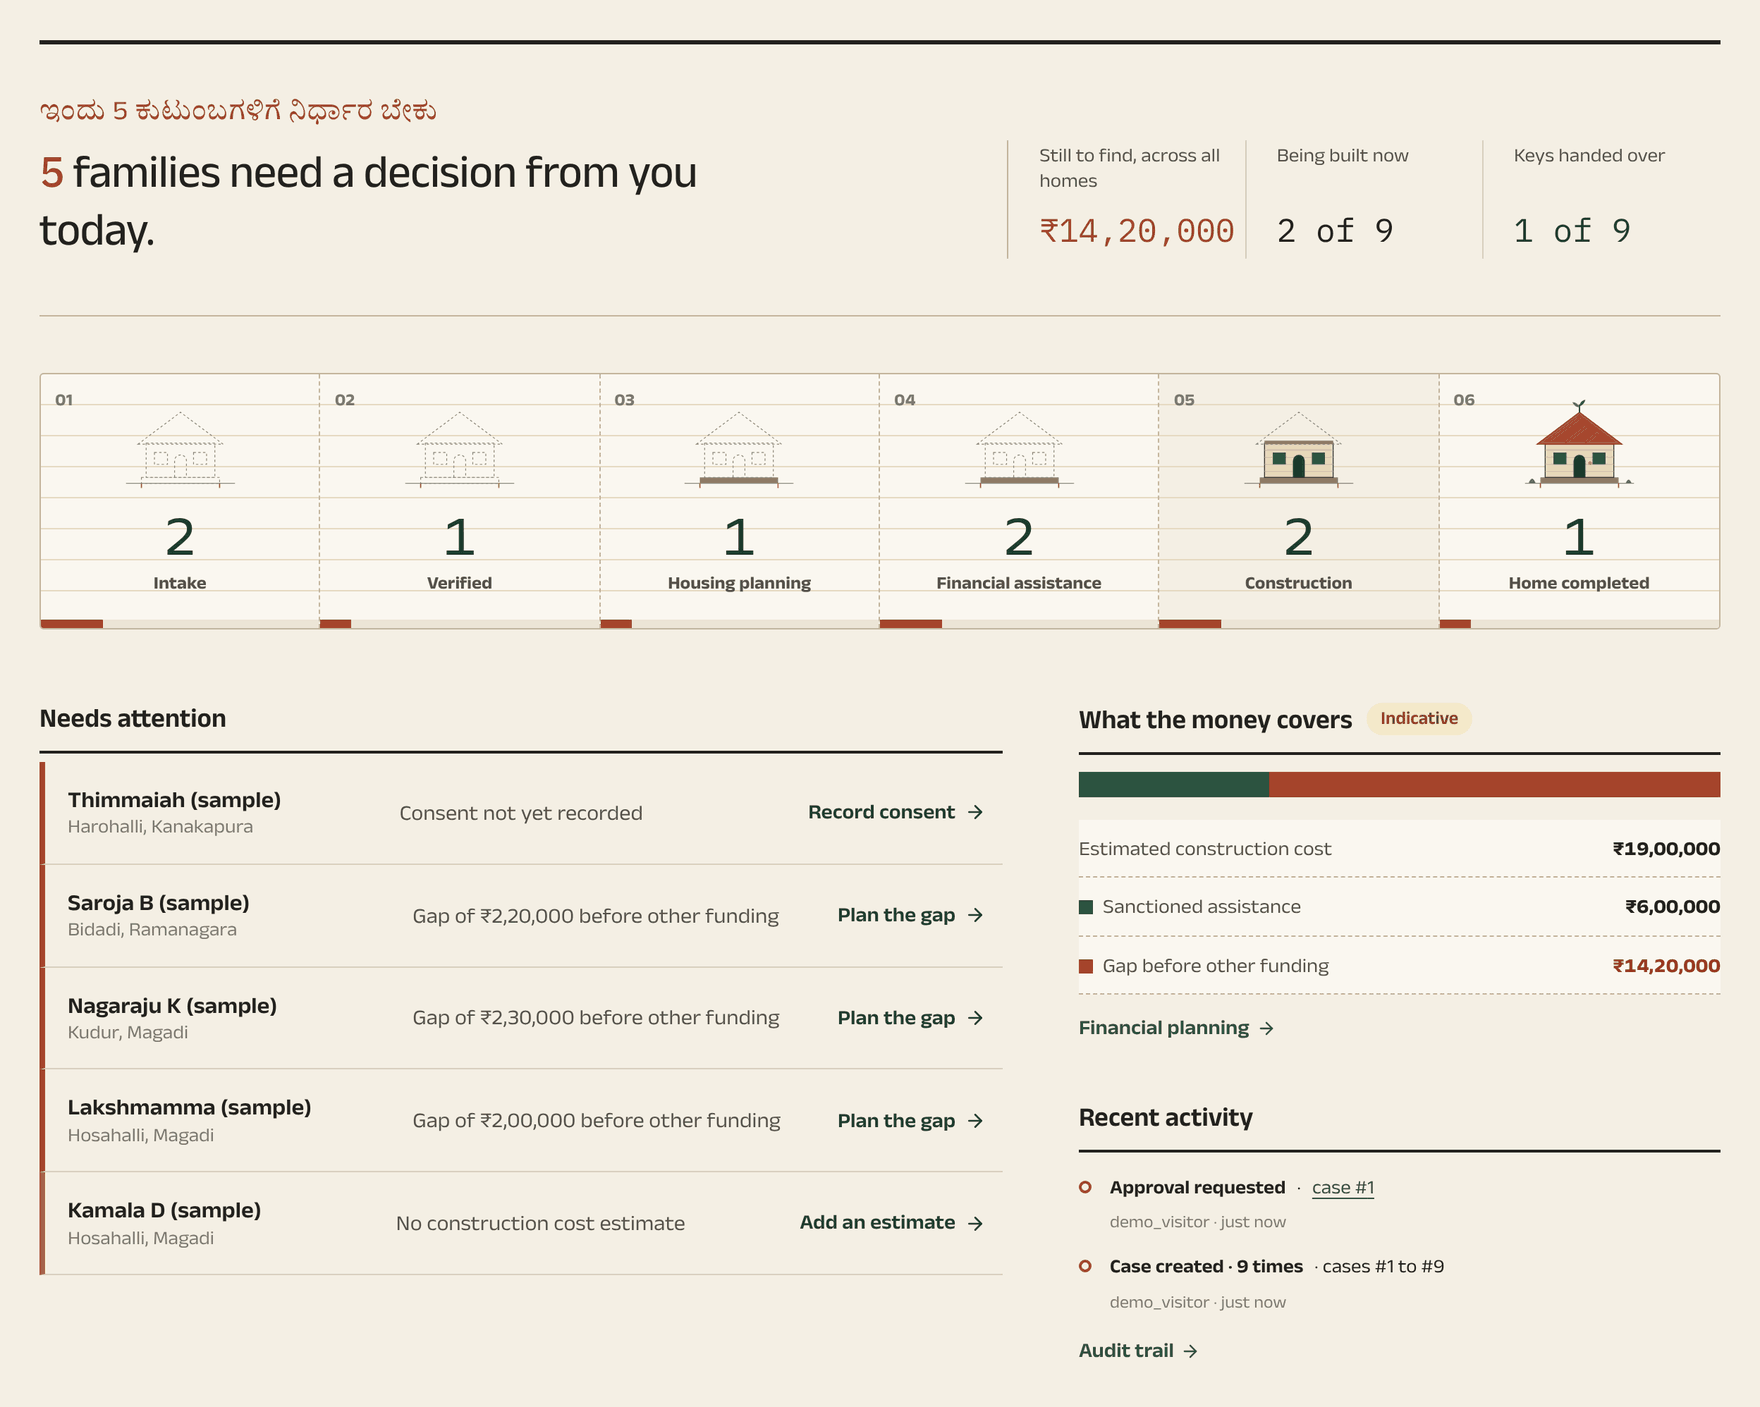 ಇಂದು 5 ಕುಟುಂಬಗಳಿಗೆ ನಿರ್ಧಾರ ಬೇಕು
5 families need a decision from you
today.
Still to find, across all
homes
₹14,20,000
Being built now
2 of 9
Keys handed over
1 of 9
01
2
Intake
02
1
Verified
03
1
Housing planning
04
2
Financial assistance
05
2
Construction
06
1
Home completed
Needs attention
Thimmaiah (sample)
Harohalli, Kanakapura
Consent not yet recorded
Record consent →
Saroja B (sample)
Bidadi, Ramanagara
Gap of ₹2,20,000 before other funding
Plan the gap →
Nagaraju K (sample)
Kudur, Magadi
Gap of ₹2,30,000 before other funding
Plan the gap →
Lakshmamma (sample)
Hosahalli, Magadi
Gap of ₹2,00,000 before other funding
Plan the gap →
Kamala D (sample)
Hosahalli, Magadi
No construction cost estimate
Add an estimate →
What the money covers
Indicative
Estimated construction cost ₹19,00,000
Sanctioned assistance ₹6,00,000
Gap before other funding ₹14,20,000
Financial planning →
Recent activity
Approval requested · case #1
demo_visitor · just now
Case created · 9 times · cases #1 to #9
demo_visitor · just now
Audit trail →